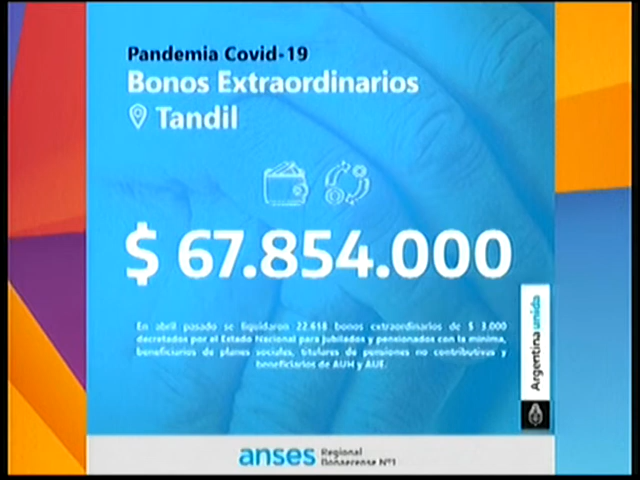 Pandemia Covid-19
Bonos Extraordinarios
Tandil
$ 67.854.000
En abril pasado se liquidaron 22.618 bonos extraordinarios de $ 3.000
decretados por el Estado Nacional para jubilados y pensionados con la mínima,
beneficiarios de planes sociales, titulares de pensiones no contributivas y
beneficiarios de AUH y AUE.
Argentina unida
anses Regional
Bonaerense Nº1